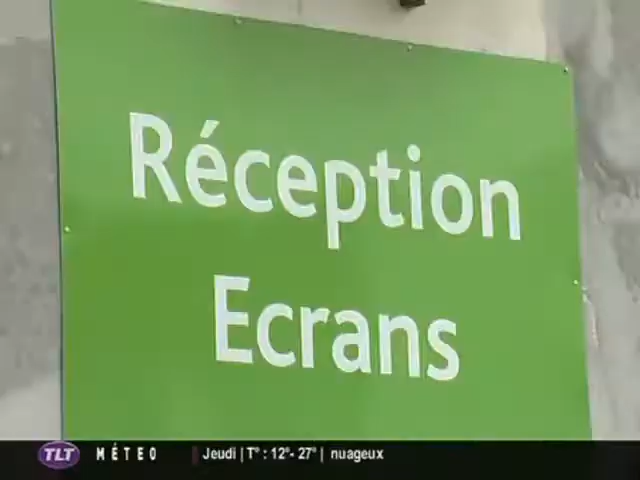 Réception
Ecrans
TLT MÉTEO Jeudi | T° : 12°- 27° | nuageux